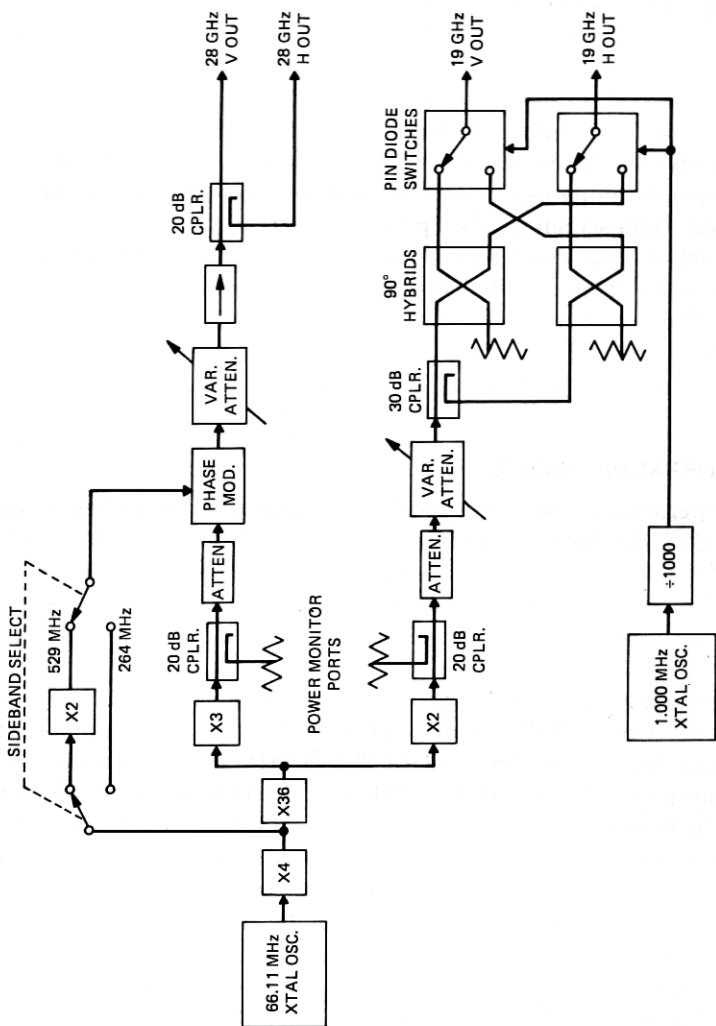 SIDEBAND SELECT
X2
529 MHz
264 MHz
66.11 MHz
XTAL OSC.
X4
X36
X3
20 dB
CPLR.
ATTEN
PHASE
MOD.
VAR.
ATTEN.
20 dB
CPLR.
28 GHz
V OUT
28 GHz
H OUT
POWER MONITOR
PORTS
X2
20 dB
CPLR.
ATTEN.
VAR.
ATTEN.
30 dB
CPLR.
90°
HYBRIDS
PIN DIODE
SWITCHES
19 GHz
V OUT
19 GHz
H OUT
1.000 MHz
XTAL OSC.
÷1000